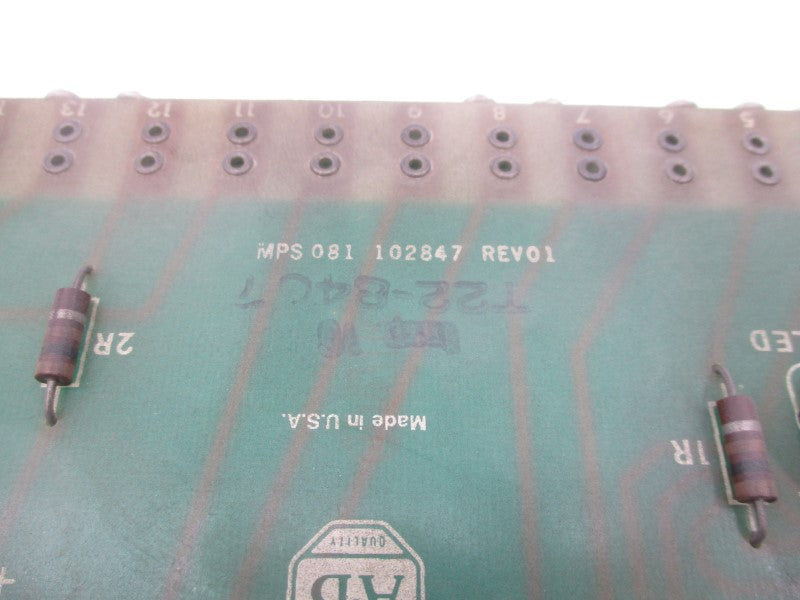 13 12 11 10 9 8 7 6 5
MPS 081 102847 REV01
T22-84C7
2R
LED
Made in U.S.A.
1R
QUALITY
AB